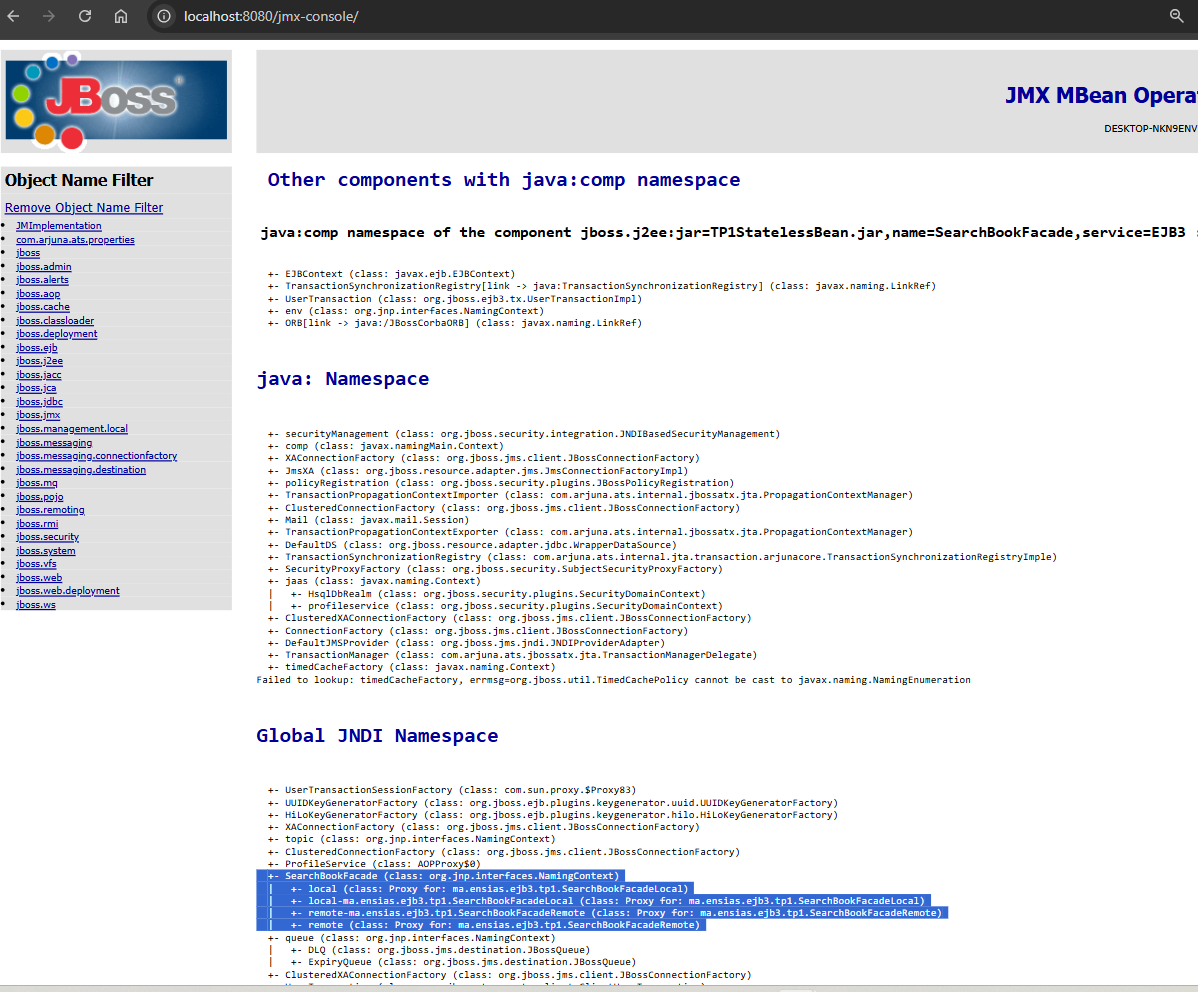 localhost:8080/jmx-console/
JBoss®
JMX MBean Opera
DESKTOP-NKN9ENV
Object Name Filter
Remove Object Name Filter
JMImplementation
com.arjuna.ats.properties
jboss
jboss.admin
jboss.alerts
jboss.aop
jboss.cache
jboss.classloader
jboss.deployment
jboss.ejb
jboss.j2ee
jboss.jacc
jboss.jca
jboss.jdbc
jboss.jmx
jboss.management.local
jboss.messaging
jboss.messaging.connectionfactory
jboss.messaging.destination
jboss.mq
jboss.pojo
jboss.remoting
jboss.rmi
jboss.security
jboss.system
jboss.vfs
jboss.web
jboss.web.deployment
jboss.ws
Other components with java:comp namespace
java:comp namespace of the component jboss.j2ee:jar=TP1StatelessBean.jar,name=SearchBookFacade,service=EJB3 :
+- EJBContext (class: javax.ejb.EJBContext)
+- TransactionSynchronizationRegistry[link -> java:TransactionSynchronizationRegistry] (class: javax.naming.LinkRef)
+- UserTransaction (class: org.jboss.ejb3.tx.UserTransactionImpl)
+- env (class: org.jnp.interfaces.NamingContext)
+- ORB[link -> java:/JBossCorbaORB] (class: javax.naming.LinkRef)
java: Namespace
+- securityManagement (class: org.jboss.security.integration.JNDIBasedSecurityManagement)
+- comp (class: javax.namingMain.Context)
+- XAConnectionFactory (class: org.jboss.jms.client.JBossConnectionFactory)
+- JmsXA (class: org.jboss.resource.adapter.jms.JmsConnectionFactoryImpl)
+- policyRegistration (class: org.jboss.security.plugins.JBossPolicyRegistration)
+- TransactionPropagationContextImporter (class: com.arjuna.ats.internal.jbossatx.jta.PropagationContextManager)
+- ClusteredConnectionFactory (class: org.jboss.jms.client.JBossConnectionFactory)
+- Mail (class: javax.mail.Session)
+- TransactionPropagationContextExporter (class: com.arjuna.ats.internal.jbossatx.jta.PropagationContextManager)
+- DefaultDS (class: org.jboss.resource.adapter.jdbc.WrapperDataSource)
+- TransactionSynchronizationRegistry (class: com.arjuna.ats.internal.jta.transaction.arjunacore.TransactionSynchronizationRegistryImple)
+- SecurityProxyFactory (class: org.jboss.security.SubjectSecurityProxyFactory)
+- jaas (class: javax.naming.Context)
| +- HsqlDbRealm (class: org.jboss.security.plugins.SecurityDomainContext)
| +- profileservice (class: org.jboss.security.plugins.SecurityDomainContext)
+- ClusteredXAConnectionFactory (class: org.jboss.jms.client.JBossConnectionFactory)
+- ConnectionFactory (class: org.jboss.jms.client.JBossConnectionFactory)
+- DefaultJMSProvider (class: org.jboss.jms.jndi.JNDIProviderAdapter)
+- TransactionManager (class: com.arjuna.ats.jbossatx.jta.TransactionManagerDelegate)
+- timedCacheFactory (class: javax.naming.Context)
Failed to lookup: timedCacheFactory, errmsg=org.jboss.util.TimedCachePolicy cannot be cast to javax.naming.NamingEnumeration
Global JNDI Namespace
+- UserTransactionSessionFactory (class: com.sun.proxy.$Proxy83)
+- UUIDKeyGeneratorFactory (class: org.jboss.ejb.plugins.keygenerator.uuid.UUIDKeyGeneratorFactory)
+- HiLoKeyGeneratorFactory (class: org.jboss.ejb.plugins.keygenerator.hilo.HiLoKeyGeneratorFactory)
+- XAConnectionFactory (class: org.jboss.jms.client.JBossConnectionFactory)
+- topic (class: org.jnp.interfaces.NamingContext)
+- ClusteredConnectionFactory (class: org.jboss.jms.client.JBossConnectionFactory)
+- ProfileService (class: AOPProxy$0)
+- SearchBookFacade (class: org.jnp.interfaces.NamingContext)
| +- local (class: Proxy for: ma.ensias.ejb3.tp1.SearchBookFacadeLocal)
| +- local-ma.ensias.ejb3.tp1.SearchBookFacadeLocal (class: Proxy for: ma.ensias.ejb3.tp1.SearchBookFacadeLocal)
| +- remote-ma.ensias.ejb3.tp1.SearchBookFacadeRemote (class: Proxy for: ma.ensias.ejb3.tp1.SearchBookFacadeRemote)
| +- remote (class: Proxy for: ma.ensias.ejb3.tp1.SearchBookFacadeRemote)
+- queue (class: org.jnp.interfaces.NamingContext)
| +- DLQ (class: org.jboss.jms.destination.JBossQueue)
| +- ExpiryQueue (class: org.jboss.jms.destination.JBossQueue)
+- ClusteredXAConnectionFactory (class: org.jboss.jms.client.JBossConnectionFactory)